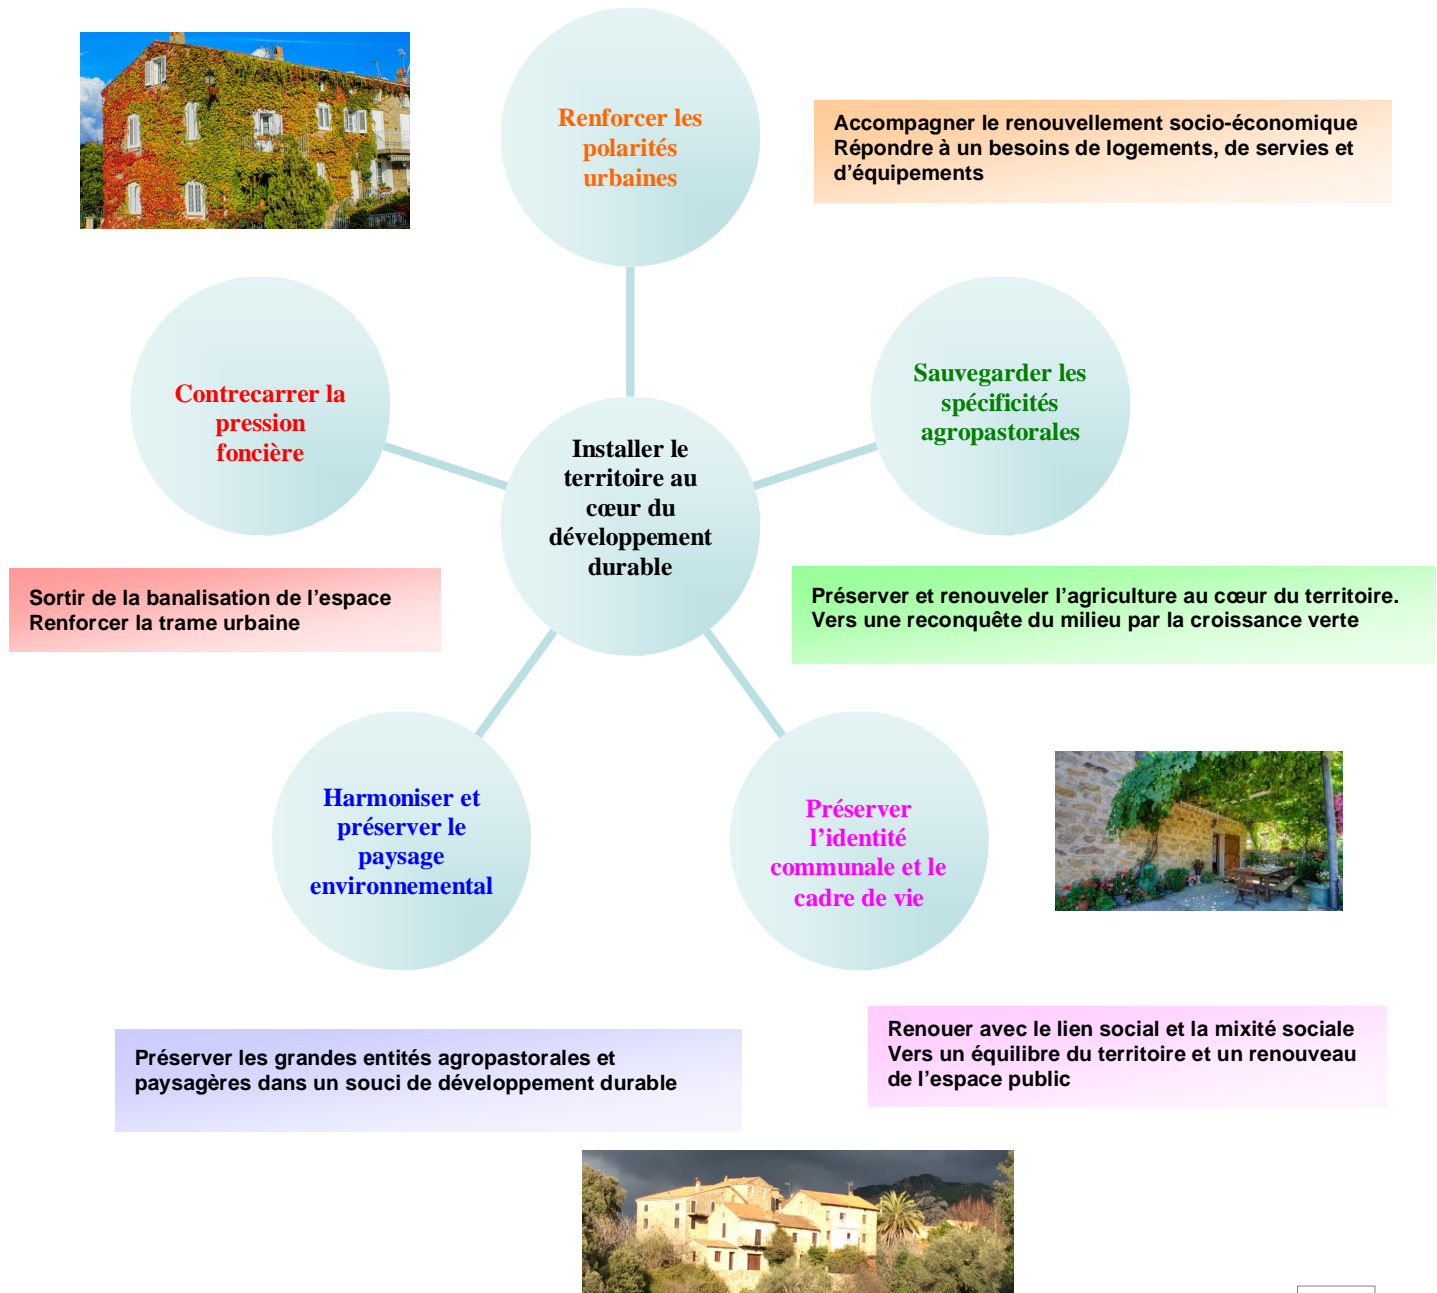 Renforcer les
polarités
urbaines
Accompagner le renouvellement socio-économique
Répondre à un besoins de logements, de servies et
d’équipements
Contrecarrer la
pression
foncière
Sauvegarder les
spécificités
agropastorales
Installer le
territoire au
cœur du
développement
durable
Sortir de la banalisation de l’espace
Renforcer la trame urbaine
Préserver et renouveler l’agriculture au cœur du territoire.
Vers une reconquête du milieu par la croissance verte
Harmoniser et
préserver le
paysage
environnemental
Préserver
l’identité
communale et le
cadre de vie
Préserver les grandes entités agropastorales et
paysagères dans un souci de développement durable
Renouer avec le lien social et la mixité sociale
Vers un équilibre du territoire et un renouveau
de l’espace public